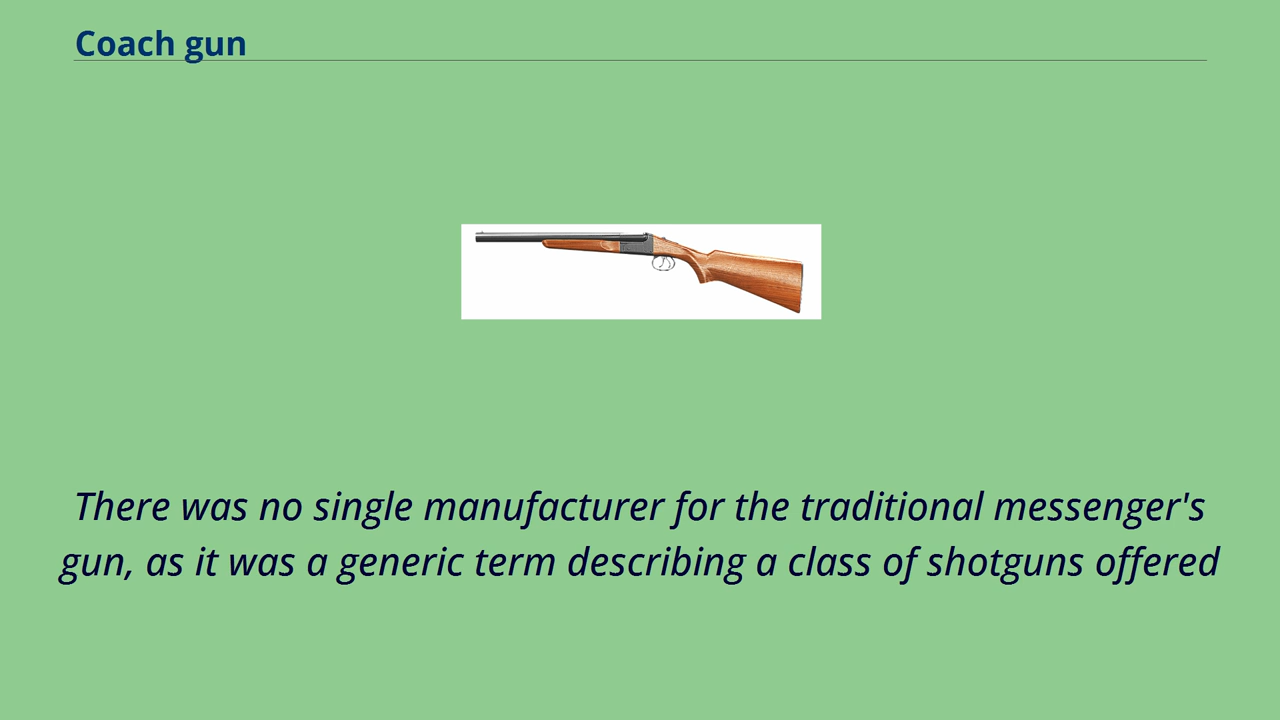 Coach gun
There was no single manufacturer for the traditional messenger's
gun, as it was a generic term describing a class of shotguns offered